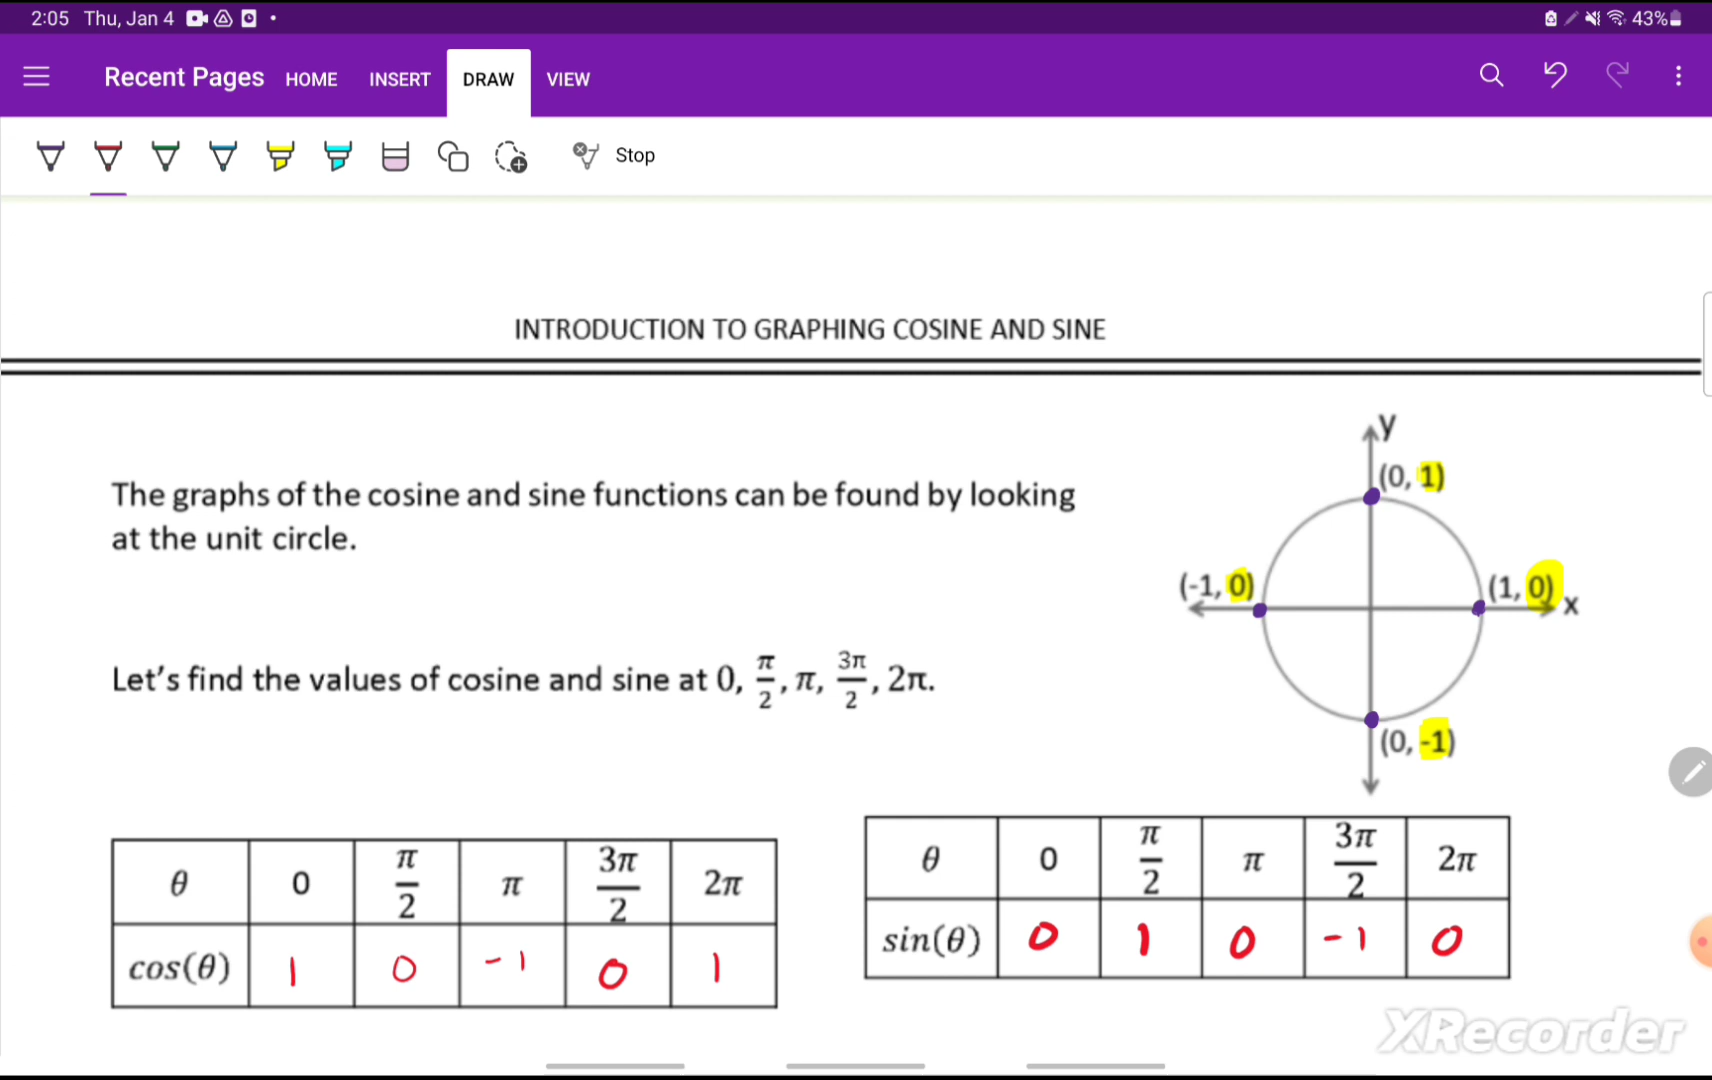 2:05 Thu, Jan 4
43%
Recent Pages HOME INSERT DRAW VIEW
Stop
INTRODUCTION TO GRAPHING COSINE AND SINE
The graphs of the cosine and sine functions can be found by looking
at the unit circle.
y
(0, 1)
(-1, 0)
(1, 0)
x
(0, -1)
Let's find the values of cosine and sine at 0, π/2, π, 3π/2, 2π.
θ 0 π/2 π 3π/2 2π
cos(θ) 1 0 -1 0 1
θ 0 π/2 π 3π/2 2π
sin(θ) 0 1 0 -1 0
XRecorder